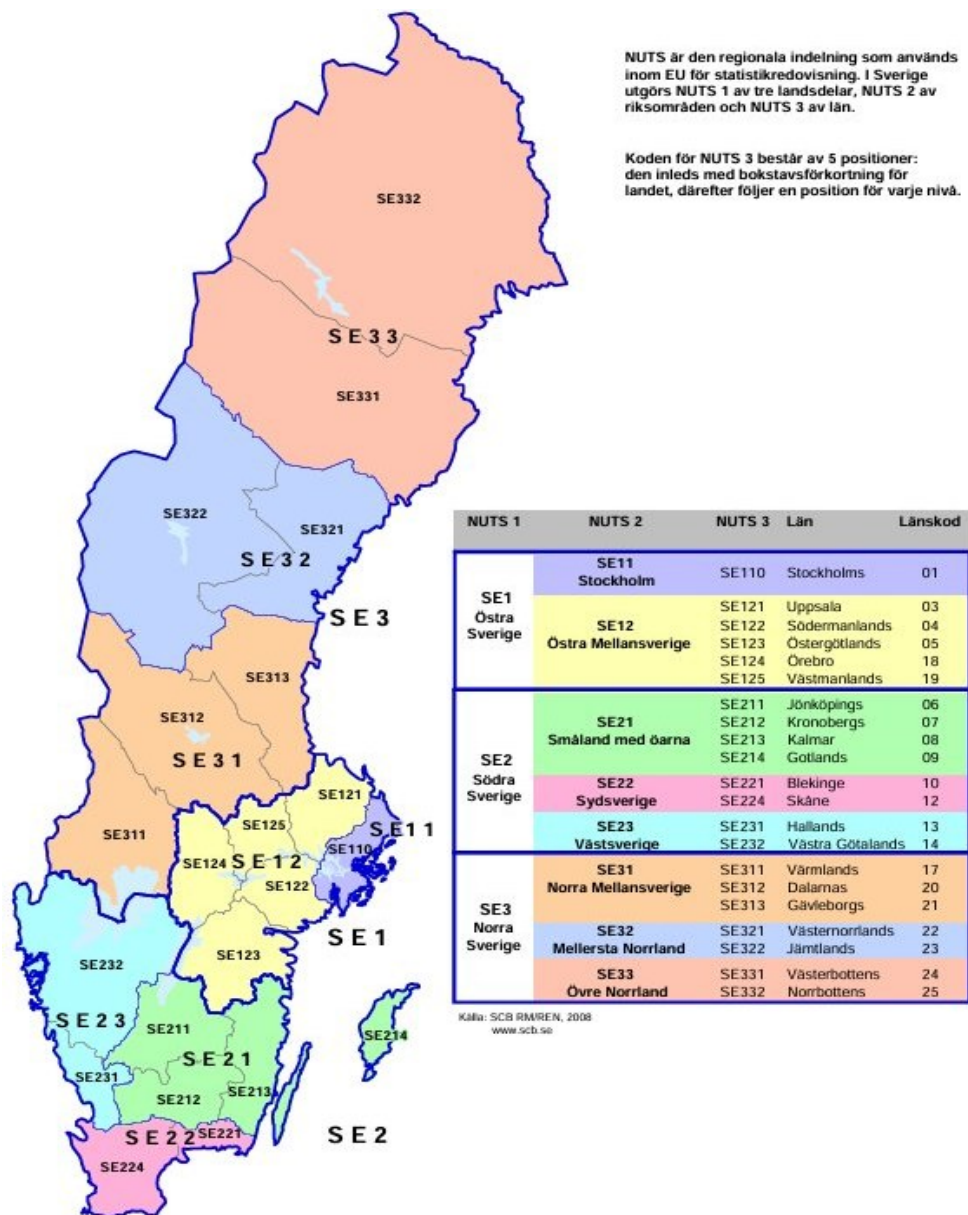 NUTS är den regionala indelning som används
inom EU för statistikredovisning. I Sverige
utgörs NUTS 1 av tre landsdelar, NUTS 2 av
riksområden och NUTS 3 av län.
Koden för NUTS 3 består av 5 positioner:
den inleds med bokstavsförkortning för
landet, därefter följer en position för varje nivå.
SE332
SE33
SE331
SE322
SE321
SE32
SE3
SE313
SE312
SE31
SE311
SE121
SE125
SE11
SE110
SE124
SE12
SE122
SE1
SE123
SE232
SE23
SE211
SE214
SE21
SE231
SE213
SE212
SE22
SE221
SE2
SE224
NUTS 1 NUTS 2 NUTS 3 Län Länskod
SE1
Östra
Sverige
SE11
Stockholm
SE110 Stockholms 01
SE12
Östra Mellansverige
SE121 Uppsala 03
SE122 Södermanlands 04
SE123 Östergötlands 05
SE124 Örebro 18
SE125 Västmanlands 19
SE2
Södra
Sverige
SE21
Småland med öarna
SE211 Jönköpings 06
SE212 Kronobergs 07
SE213 Kalmar 08
SE214 Gotlands 09
SE22
Sydsverige
SE221 Blekinge 10
SE224 Skåne 12
SE23
Västsverige
SE231 Hallands 13
SE232 Västra Götalands 14
SE3
Norra
Sverige
SE31
Norra Mellansverige
SE311 Värmlands 17
SE312 Dalarnas 20
SE313 Gävleborgs 21
SE32
Mellersta Norrland
SE321 Västernorrlands 22
SE322 Jämtlands 23
SE33
Övre Norrland
SE331 Västerbottens 24
SE332 Norrbottens 25
Källa: SCB RM/REN, 2008
www.scb.se